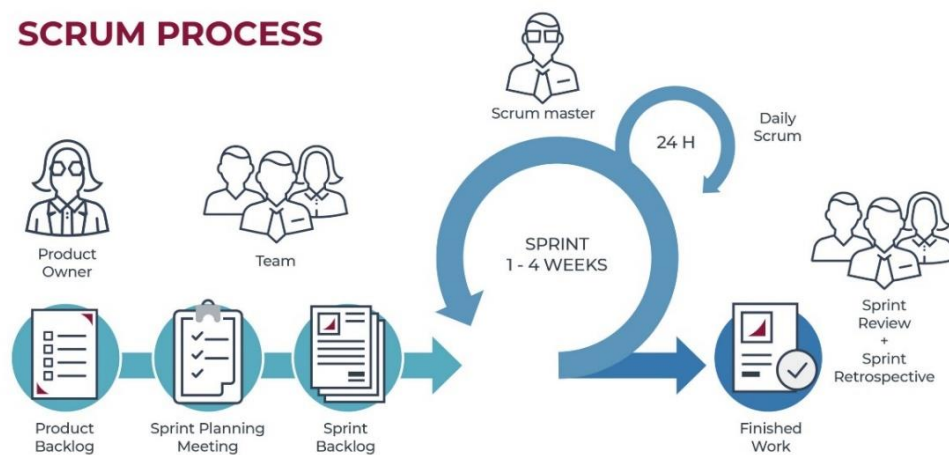 SCRUM PROCESS
Scrum master
24 H
Daily
Scrum
Product
Owner
Team
SPRINT
1 - 4 WEEKS
Sprint
Review
+
Sprint
Retrospective
Product
Backlog
Sprint Planning
Meeting
Sprint
Backlog
Finished
Work